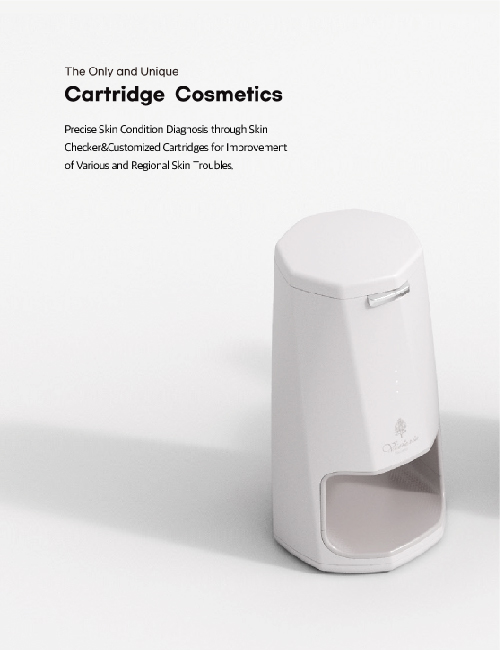 The Only and Unique
Cartridge Cosmetics
Precise Skin Condition Diagnosis through Skin
Checker&Customized Cartridges for Improvement
of Various and Regional Skin Troubles.